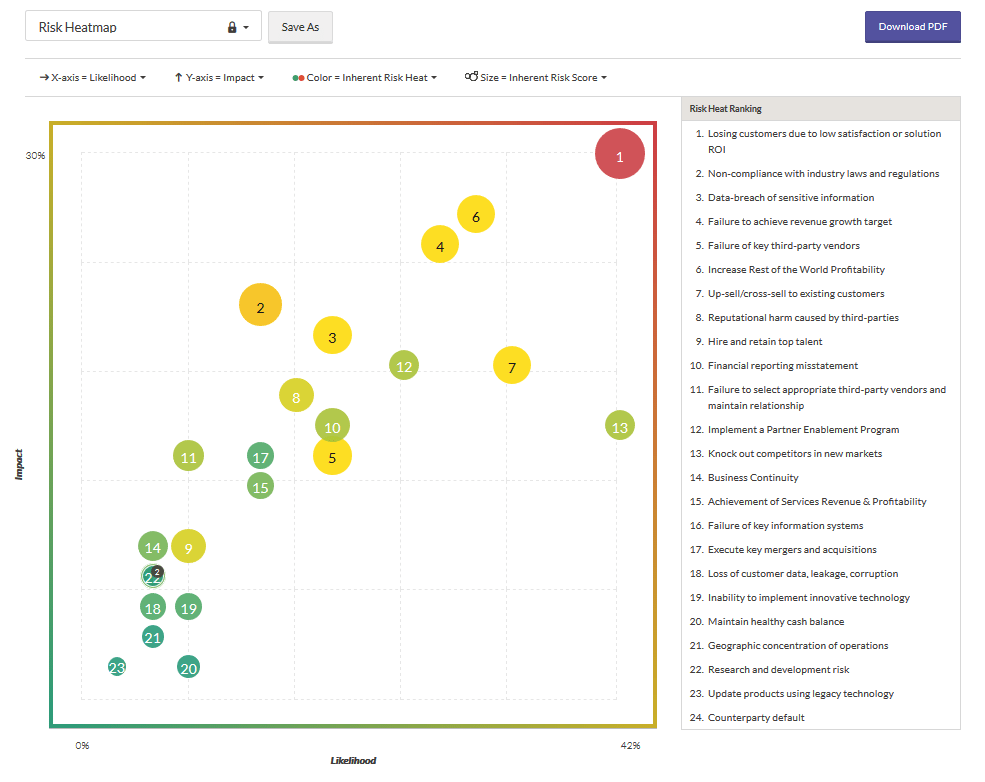 Risk Heatmap
Save As
Download PDF
X-axis = Likelihood
Y-axis = Impact
Color = Inherent Risk Heat
Size = Inherent Risk Score
Risk Heat Ranking
1. Losing customers due to low satisfaction or solution
ROI
2. Non-compliance with industry laws and regulations
3. Data-breach of sensitive information
4. Failure to achieve revenue growth target
5. Failure of key third-party vendors
6. Increase Rest of the World Profitability
7. Up-sell/cross-sell to existing customers
8. Reputational harm caused by third-parties
9. Hire and retain top talent
10. Financial reporting misstatement
11. Failure to select appropriate third-party vendors and
maintain relationship
12. Implement a Partner Enablement Program
13. Knock out competitors in new markets
14. Business Continuity
15. Achievement of Services Revenue & Profitability
16. Failure of key information systems
17. Execute key mergers and acquisitions
18. Loss of customer data, leakage, corruption
19. Inability to implement innovative technology
20. Maintain healthy cash balance
21. Geographic concentration of operations
22. Research and development risk
23. Update products using legacy technology
24. Counterparty default
30%
1
6
4
2
3
12
7
8
10
13
11
17
5
15
14
9
22
2
18
19
21
23
20
Impact
0%
42%
Likelihood